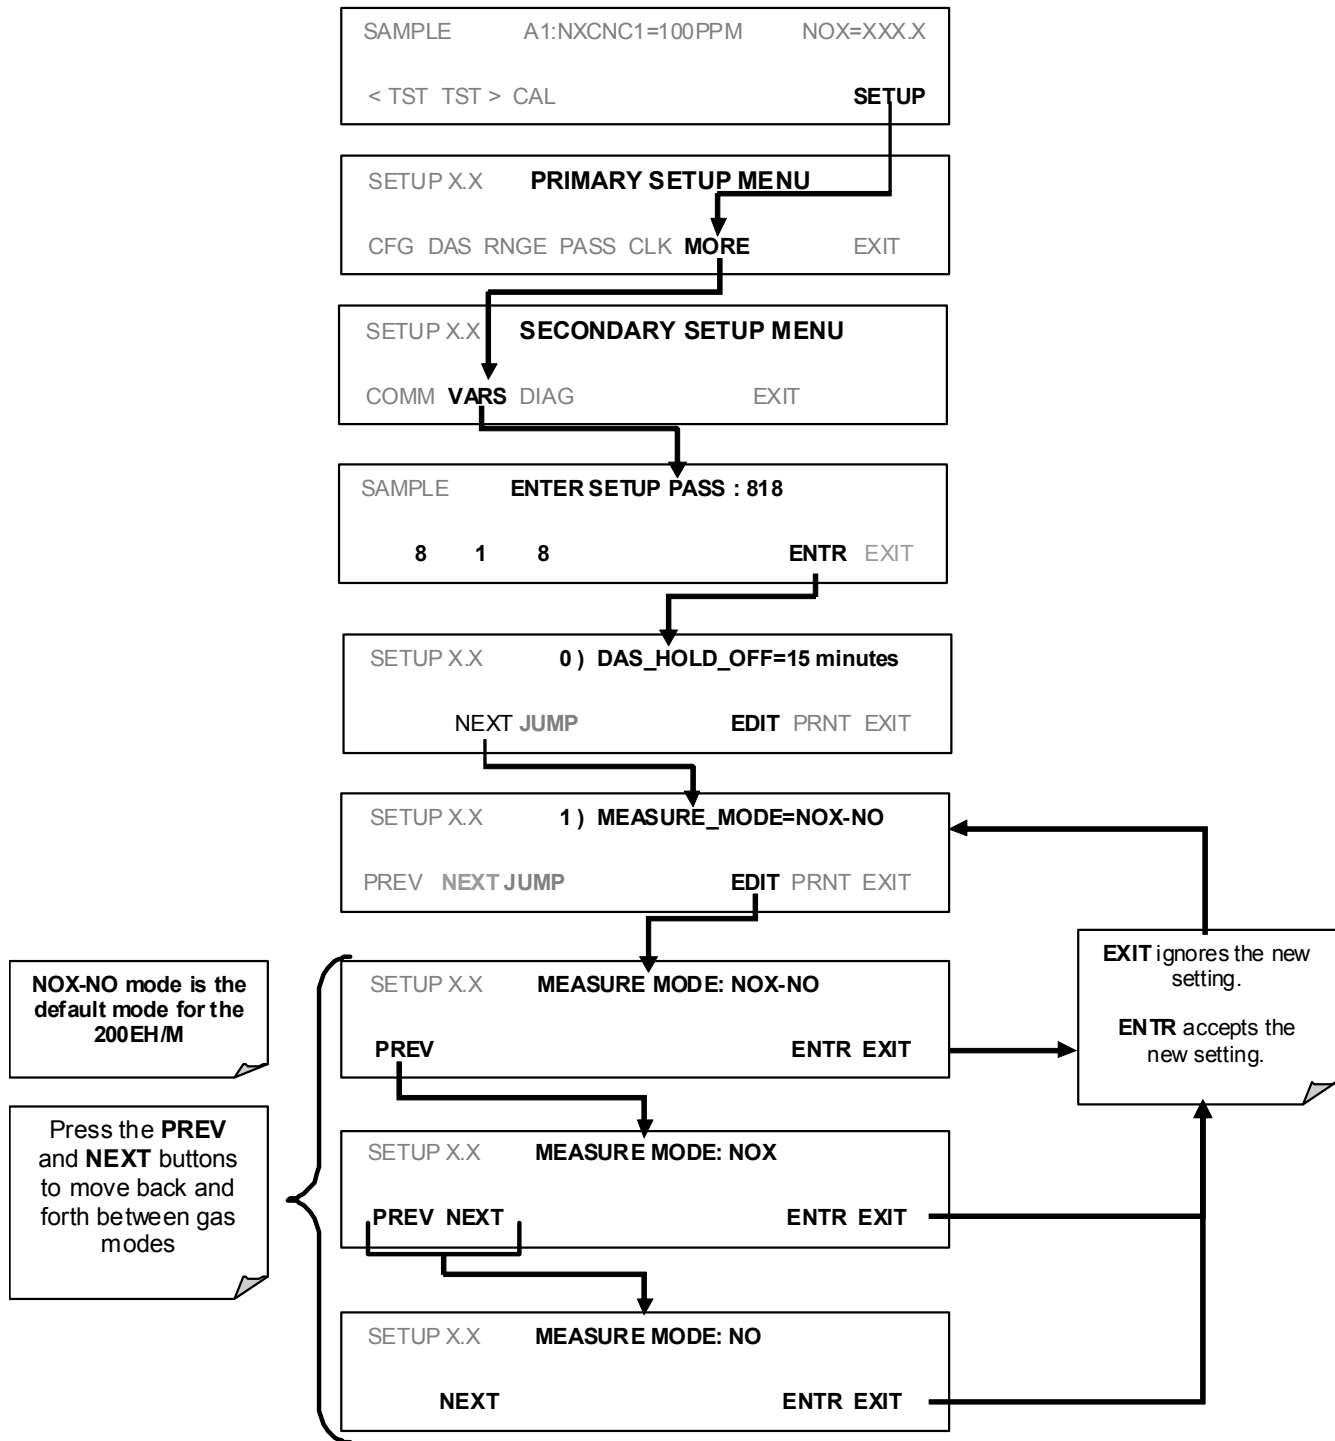 SAMPLE A1:NXCNC1=100PPM NOX=XXX.X
< TST TST > CAL SETUP
SETUP X.X PRIMARY SETUP MENU
CFG DAS RNGE PASS CLK MORE EXIT
SETUP X.X SECONDARY SETUP MENU
COMM VARS DIAG EXIT
SAMPLE ENTER SETUP PASS : 818
8 1 8 ENTR EXIT
SETUP X.X 0 ) DAS_HOLD_OFF=15 minutes
NEXT JUMP EDIT PRNT EXIT
SETUP X.X 1 ) MEASURE_MODE=NOX-NO
PREV NEXT JUMP EDIT PRNT EXIT
NOX-NO mode is the
default mode for the
200EH/M
SETUP X.X MEASURE MODE: NOX-NO
PREV ENTR EXIT
EXIT ignores the new
setting.
ENTR accepts the
new setting.
Press the PREV
and NEXT buttons
to move back and
forth between gas
modes
SETUP X.X MEASURE MODE: NOX
PREV NEXT ENTR EXIT
SETUP X.X MEASURE MODE: NO
NEXT ENTR EXIT